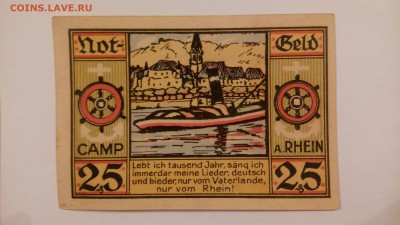 COINS.LAVE.RU
Not- Geld
CAMP a. RHEIN
25 Lebt ich tausend Jahr, säng ich 25
immerdar meine Lieder, deutsch
und bieder, nur vom Vaterlande,
nur vom Rhein!